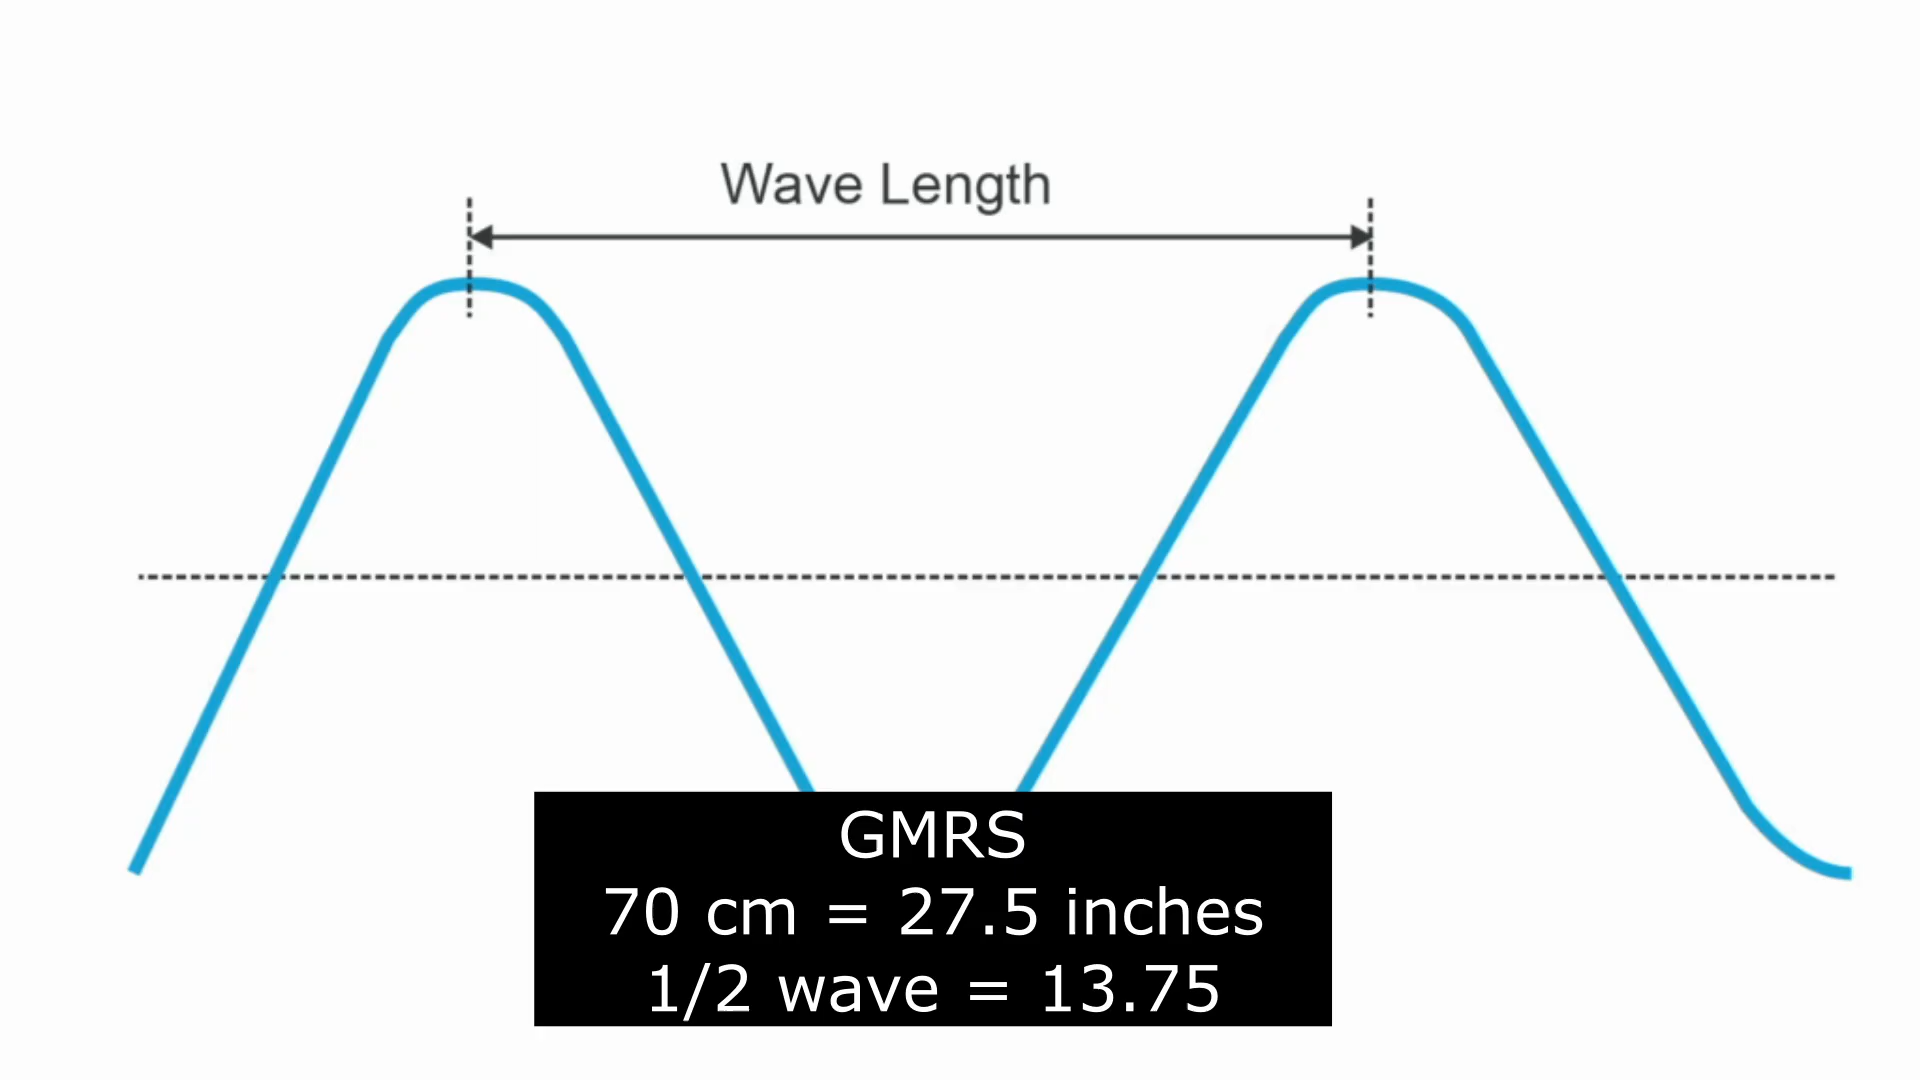 Wave Length
GMRS
70 cm = 27.5 inches
1/2 wave = 13.75